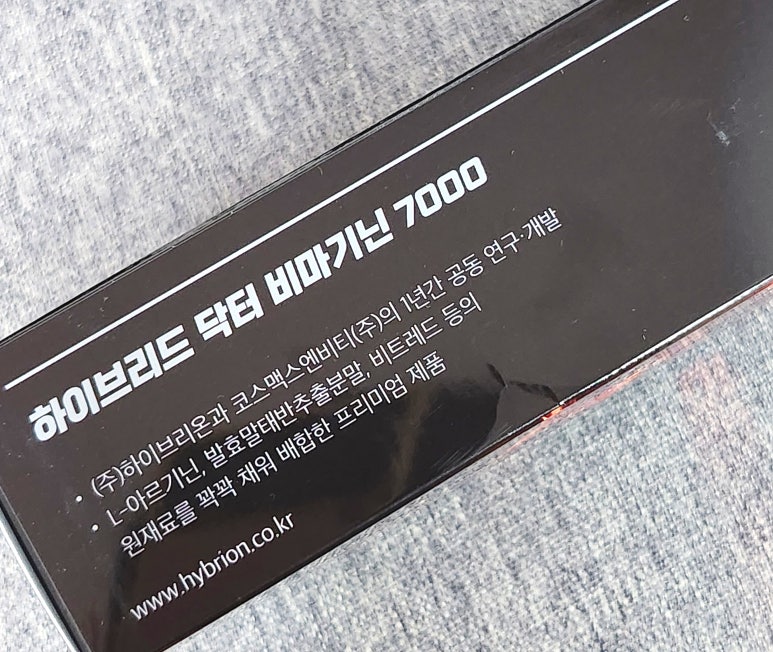 하이브리드 닥터 비마기닌 7000
• (주)하이브리온과 코스맥스엔비티(주)의 1년간 공동 연구·개발
• L-아르기닌, 발효말태반추출분말, 비트레드 등의
원재료를 꽉꽉 채워 배합한 프리미엄 제품
www.hybrion.co.kr